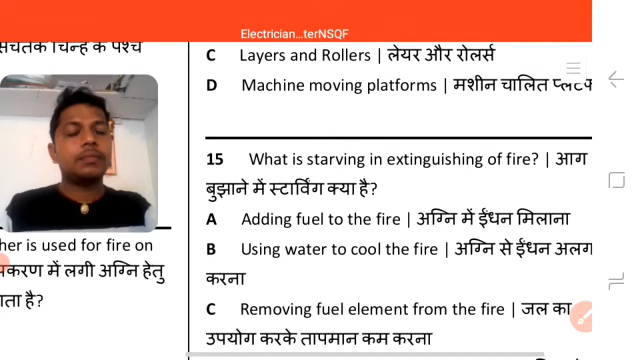 Electrician...terNSQF
सचतक चिन्ह क पश्च
her is used for fire on
पकरण में लगी अग्नि हेतु
ाता है?
C Layers and Rollers | लेयर और रोलर्स
D Machine moving platforms | मशीन चालित
15 What is starving in extinguishing of fire? | आग
बुझाने में स्टार्विंग क्या है?
A Adding fuel to the fire | अग्नि में ईंधन मिलाना
B Using water to cool the fire | अग्नि से ईंधन अलग
करना
C Removing fuel element from the fire | जल का
उपयोग करके तापमान कम करना